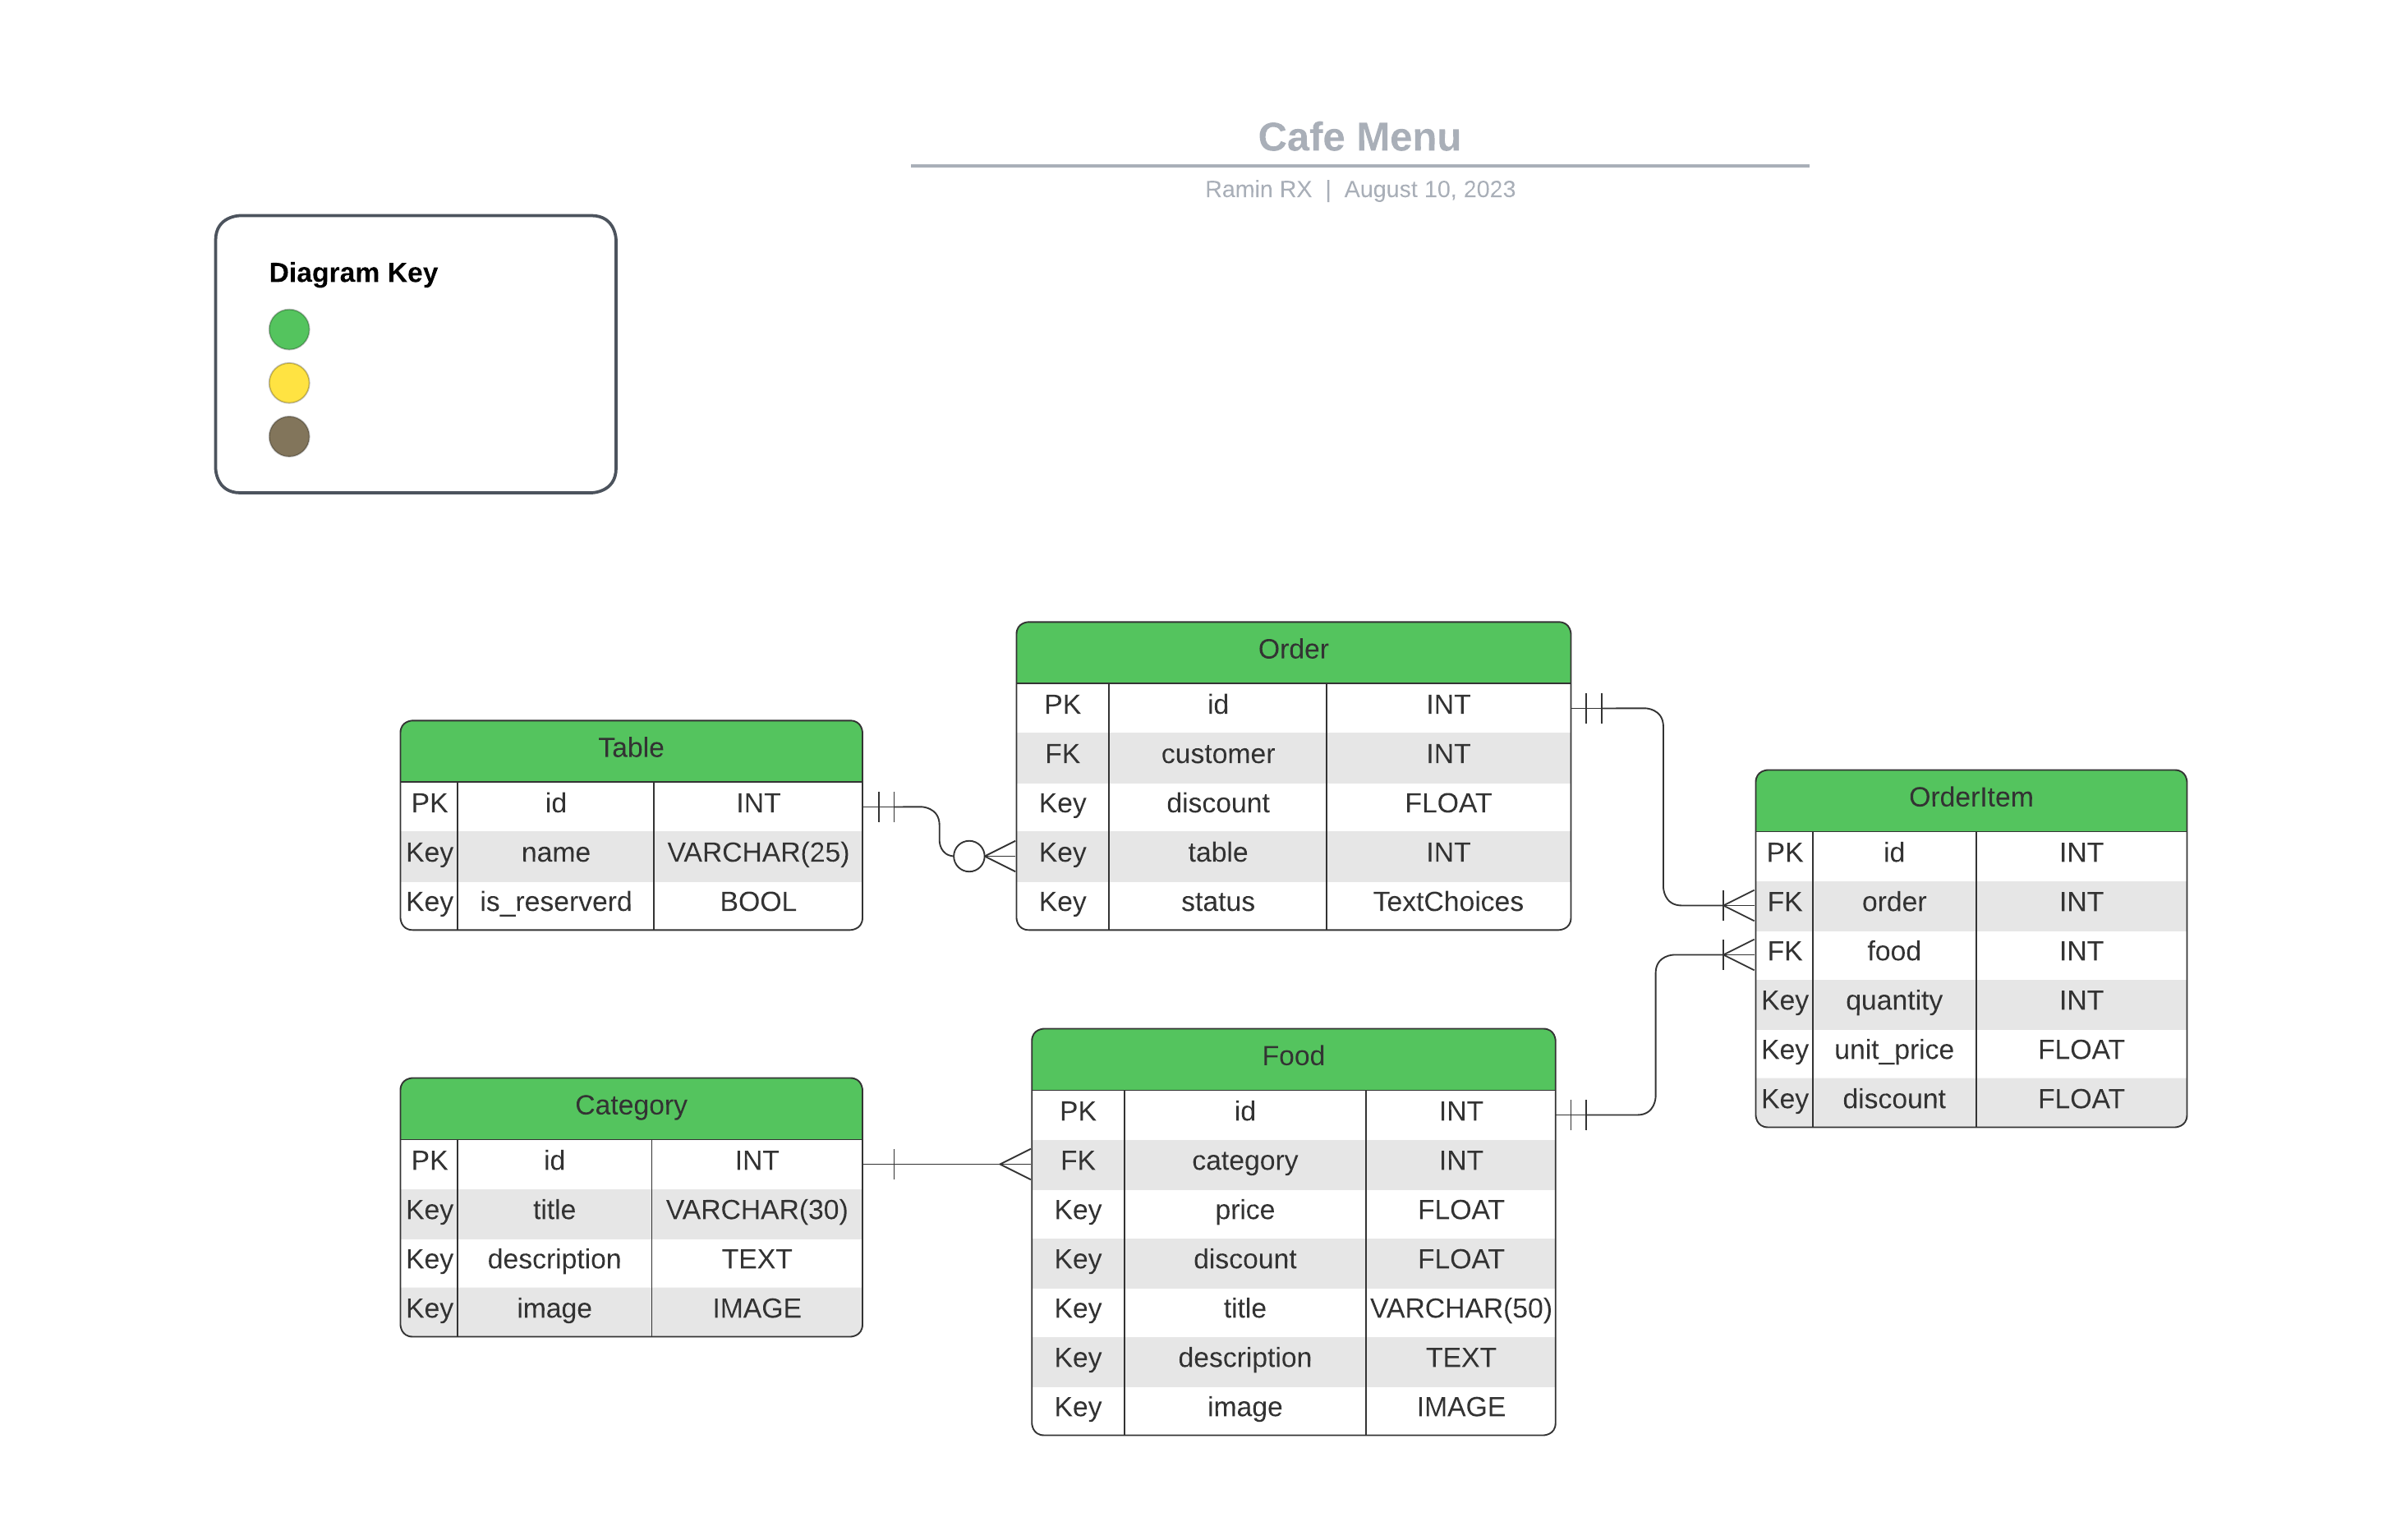 Cafe Menu
Ramin RX | August 10, 2023
Diagram Key
Order
PK id INT
FK customer INT
Key discount FLOAT
Key table INT
Key status TextChoices
Table
PK id INT
Key name VARCHAR(25)
Key is_reserverd BOOL
OrderItem
PK id INT
FK order INT
FK food INT
Key quantity INT
Key unit_price FLOAT
Key discount FLOAT
Food
PK id INT
FK category INT
Key price FLOAT
Key discount FLOAT
Key title VARCHAR(50)
Key description TEXT
Key image IMAGE
Category
PK id INT
Key title VARCHAR(30)
Key description TEXT
Key image IMAGE